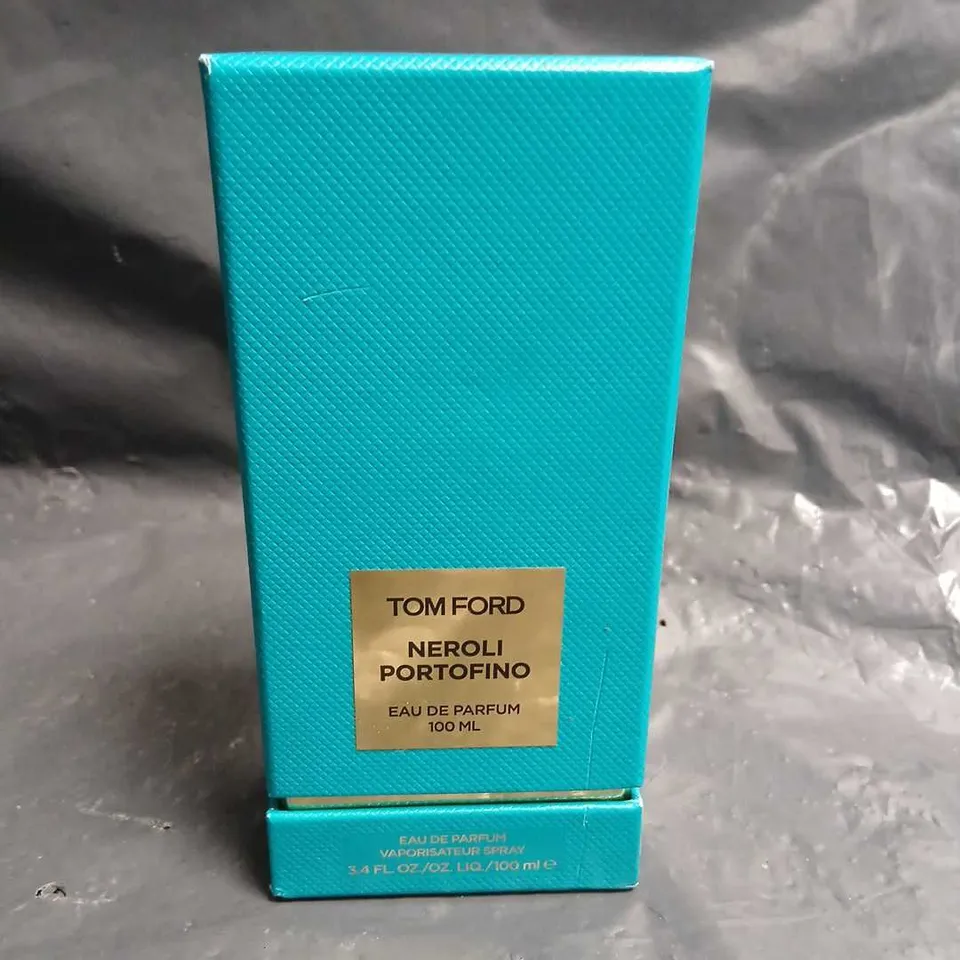 TOM FORD
NEROLI
PORTOFINO
EAU DE PARFUM
100 ML
EAU DE PARFUM
VAPORISATEUR SPRAY
3.4 FL. OZ./OZ. LIQ./100 ml ℮